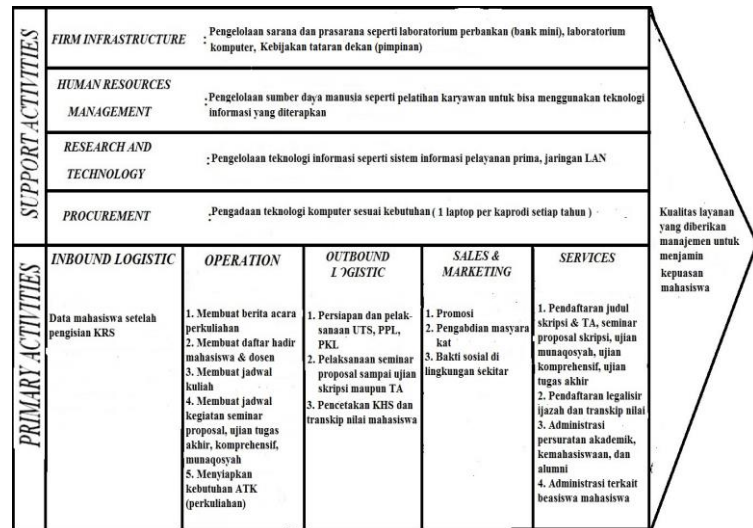 SUPPORT ACTIVITIES
FIRM INFRASTRUCTURE
: Pengelolaan sarana dan prasarana seperti laboratorium perbankan (bank mini), laboratorium
komputer, Kebijakan tataran dekan (pimpinan)
HUMAN RESOURCES
MANAGEMENT
:Pengelolaan sumber daya manusia seperti pelatihan karyawan untuk bisa menggunakan teknologi
informasi yang diterapkan
RESEARCH AND
TECHNOLOGY
:Pengelolaan teknologi informasi seperti sistem informasi pelayanan prima, jaringan LAN
PROCUREMENT
:Pengadaan teknologi komputer sesuai kebutuhan ( 1 laptop per kaprodi setiap tahun )
PRIMARY ACTIVITIES
INBOUND LOGISTIC
Data mahasiswa setelah
pengisian KRS
OPERATION
1. Membuat berita acara
perkuliahan
2. Membuat daftar hadir
mahasiswa & dosen
3. Membuat jadwal
kuliah
4. Membuat jadwal
kegiatan seminar
proposal, ujian tugas
akhir, komprehensif,
munaqosyah
5. Menyiapkan
kebutuhan ATK
(perkuliahan)
OUTBOUND
LOGISTIC
1. Persiapan dan pelak-
sanaan UTS, PPL,
PKL
2. Pelaksanaan seminar
proposal sampai ujian
skripsi maupun TA
3. Pencetakan KHS dan
transkip nilai mahasiswa
SALES &
MARKETING
1. Promosi
2. Pengabdian masyara
kat
3. Bakti sosial di
lingkungan sekitar
SERVICES
1. Pendaftaran judul
skripsi & TA, seminar
proposal skripsi, ujian
munaqosyah, ujian
komprehensif, ujian
tugas akhir
2. Pendaftaran legalisir
ijazah dan transkip nilai
3. Administrasi
persuratan akademik,
kemahasiswaan, dan
alumni
4. Administrasi terkait
beasiswa mahasiswa
Kualitas layanan
yang diberikan
manajemen untuk
menjamin
kepuasan
mahasiswa